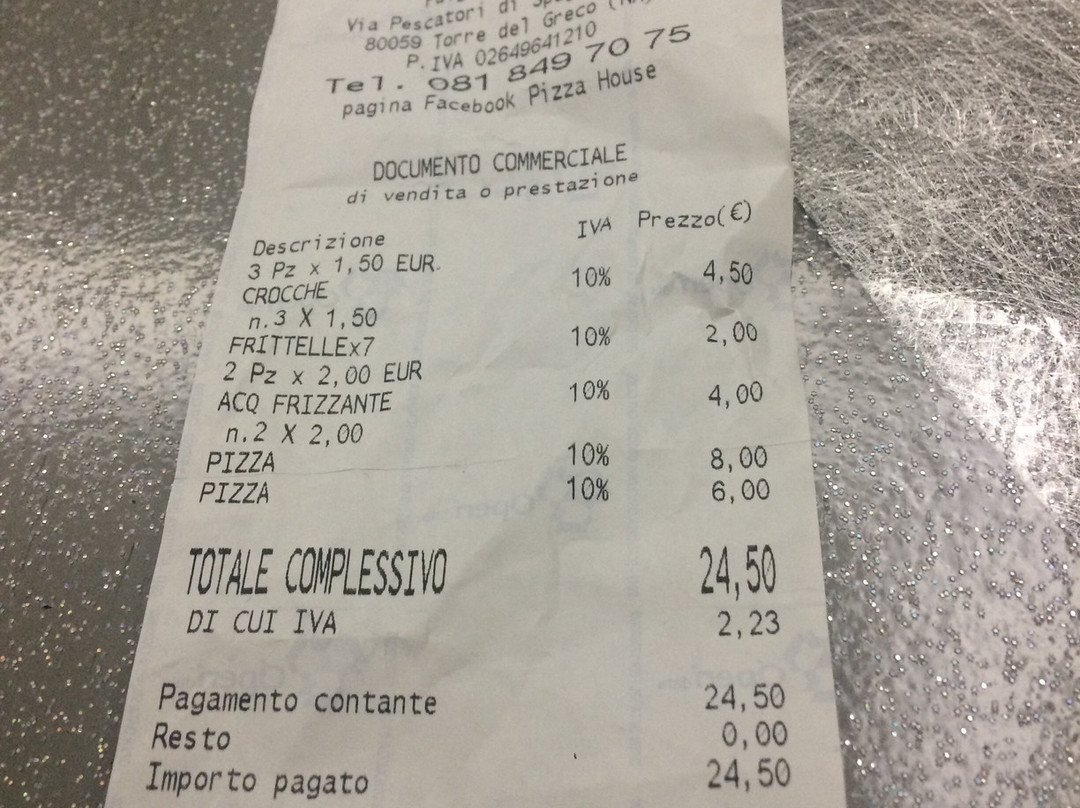 Via Pescatori di
80059 Torre del Greco
P.IVA 02649641210
Tel. 081 849 70 75
pagina Facebook Pizza House
DOCUMENTO COMMERCIALE
di vendita o prestazione
Descrizione IVA Prezzo(€)
3 Pz x 1,50 EUR
CROCCHE 10% 4,50
n.3 X 1,50
FRITTELLEx7 10% 2,00
2 Pz x 2,00 EUR
ACQ FRIZZANTE 10% 4,00
n.2 X 2,00
PIZZA 10% 8,00
PIZZA 10% 6,00
TOTALE COMPLESSIVO 24,50
DI CUI IVA 2,23
Pagamento contante 24,50
Resto 0,00
Importo pagato 24,50